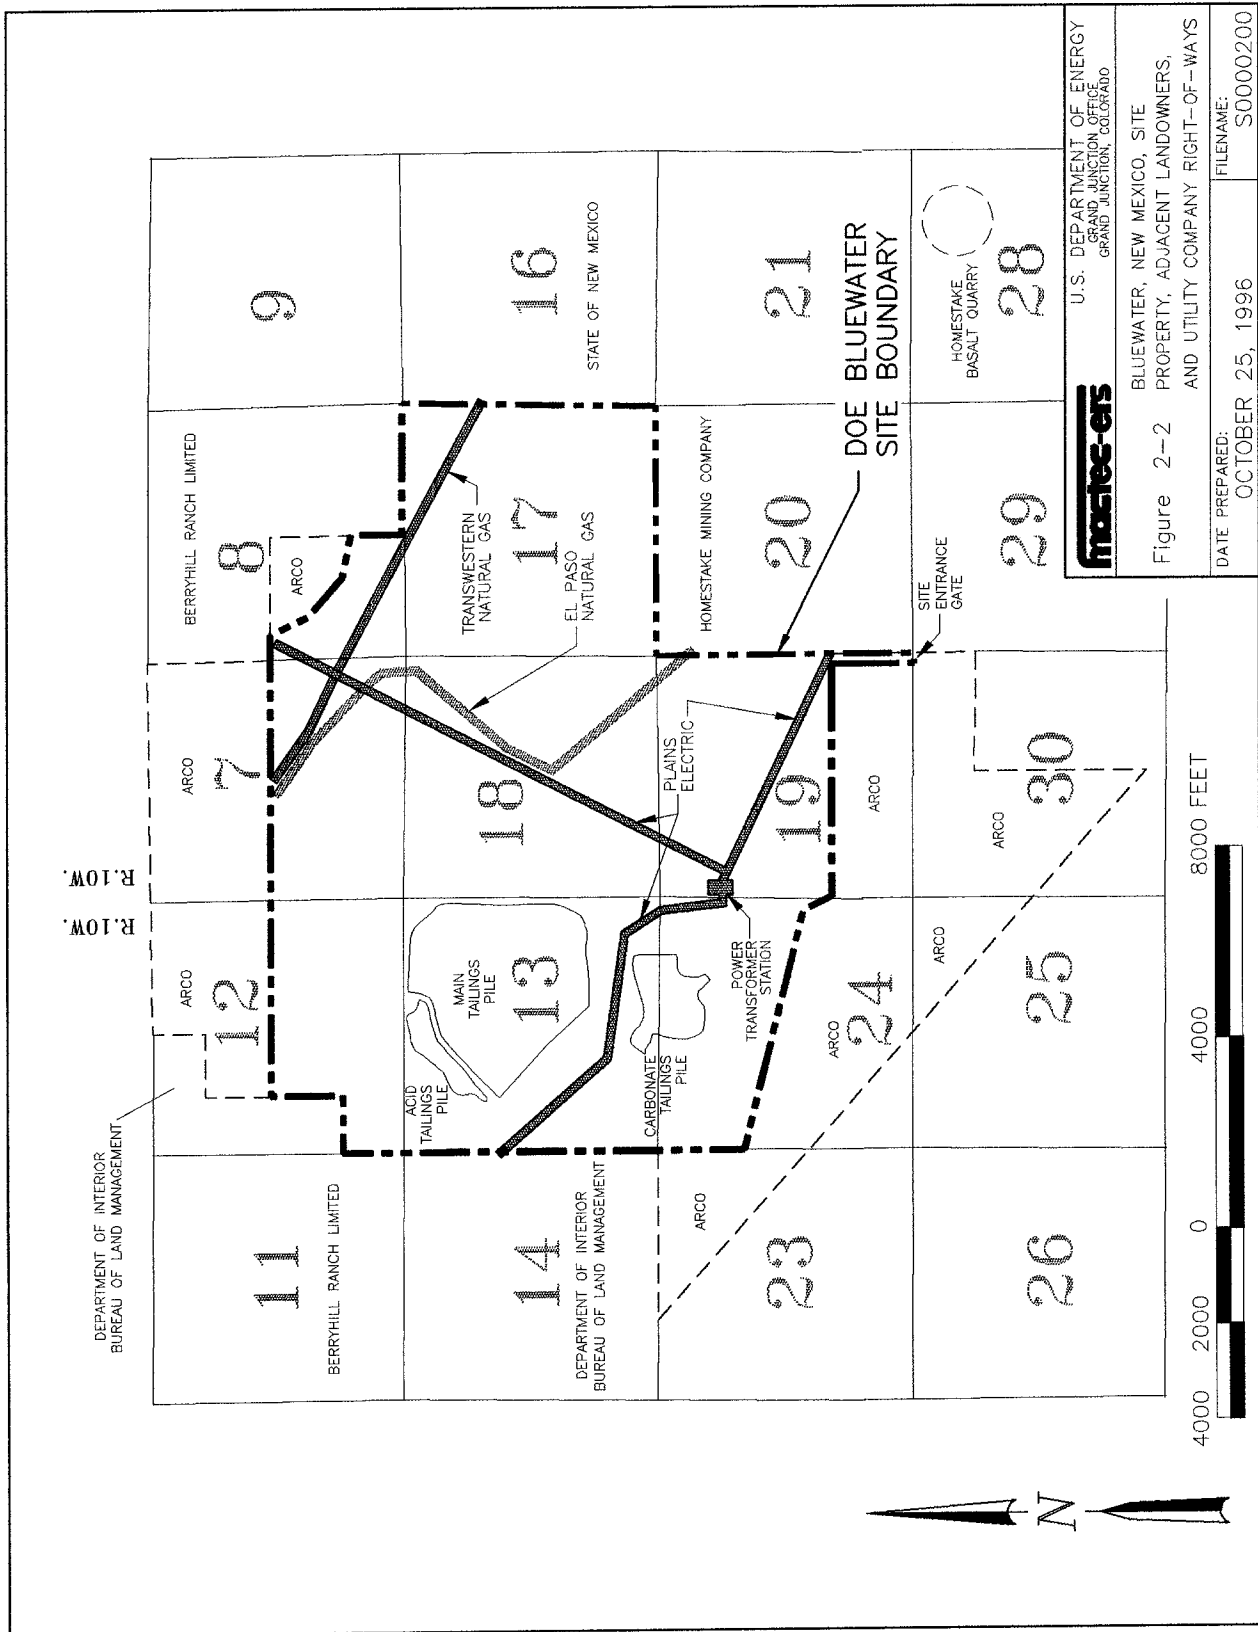 DEPARTMENT OF INTERIOR
BUREAU OF LAND MANAGEMENT
R.10W.
R.10W.
11
BERRYHILL RANCH LIMITED
12
ARCO
7
ARCO
8
BERRYHILL RANCH LIMITED
ARCO
9
14
DEPARTMENT OF INTERIOR
BUREAU OF LAND MANAGEMENT
ACID
TAILINGS
PILE
MAIN
TAILINGS
PILE
13
18
TRANSWESTERN
NATURAL GAS
17
EL PASO
NATURAL GAS
16
STATE OF NEW MEXICO
CARBONATE
TAILINGS
PILE
PLAINS
ELECTRIC
HOMESTAKE MINING COMPANY
ARCO
23
POWER
TRANSFORMER
STATION
ARCO
24
19
ARCO
20
21
DOE BLUEWATER
SITE BOUNDARY
SITE
ENTRANCE
GATE
HOMESTAKE
BASALT QUARRY
26
ARCO
25
ARCO
30
29
28
N
4000
2000
0
4000
8000 FEET
mactec-ers
U.S. DEPARTMENT OF ENERGY
GRAND JUNCTION OFFICE
GRAND JUNCTION, COLORADO
BLUEWATER, NEW MEXICO, SITE
Figure 2-2 PROPERTY, ADJACENT LANDOWNERS,
AND UTILITY COMPANY RIGHT-OF-WAYS
DATE PREPARED:
OCTOBER 25, 1996
FILENAME:
S0000200